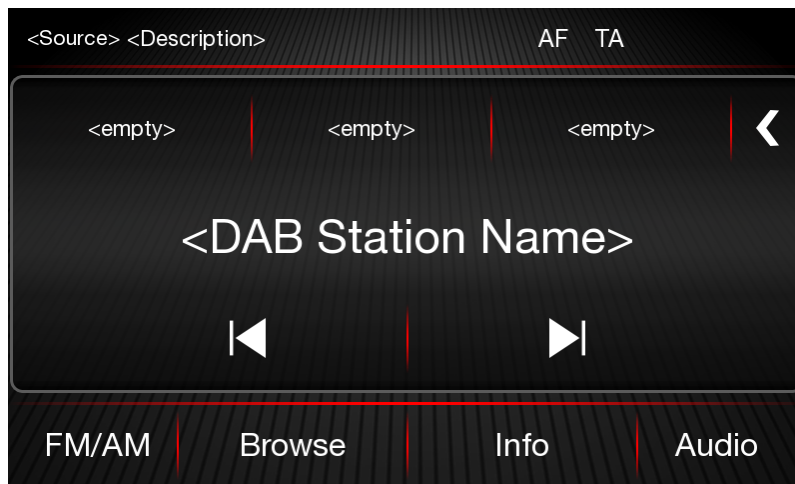 <Source> <Description> AF TA
<empty> <empty> <empty>
<DAB Station Name>
FM/AM Browse Info Audio